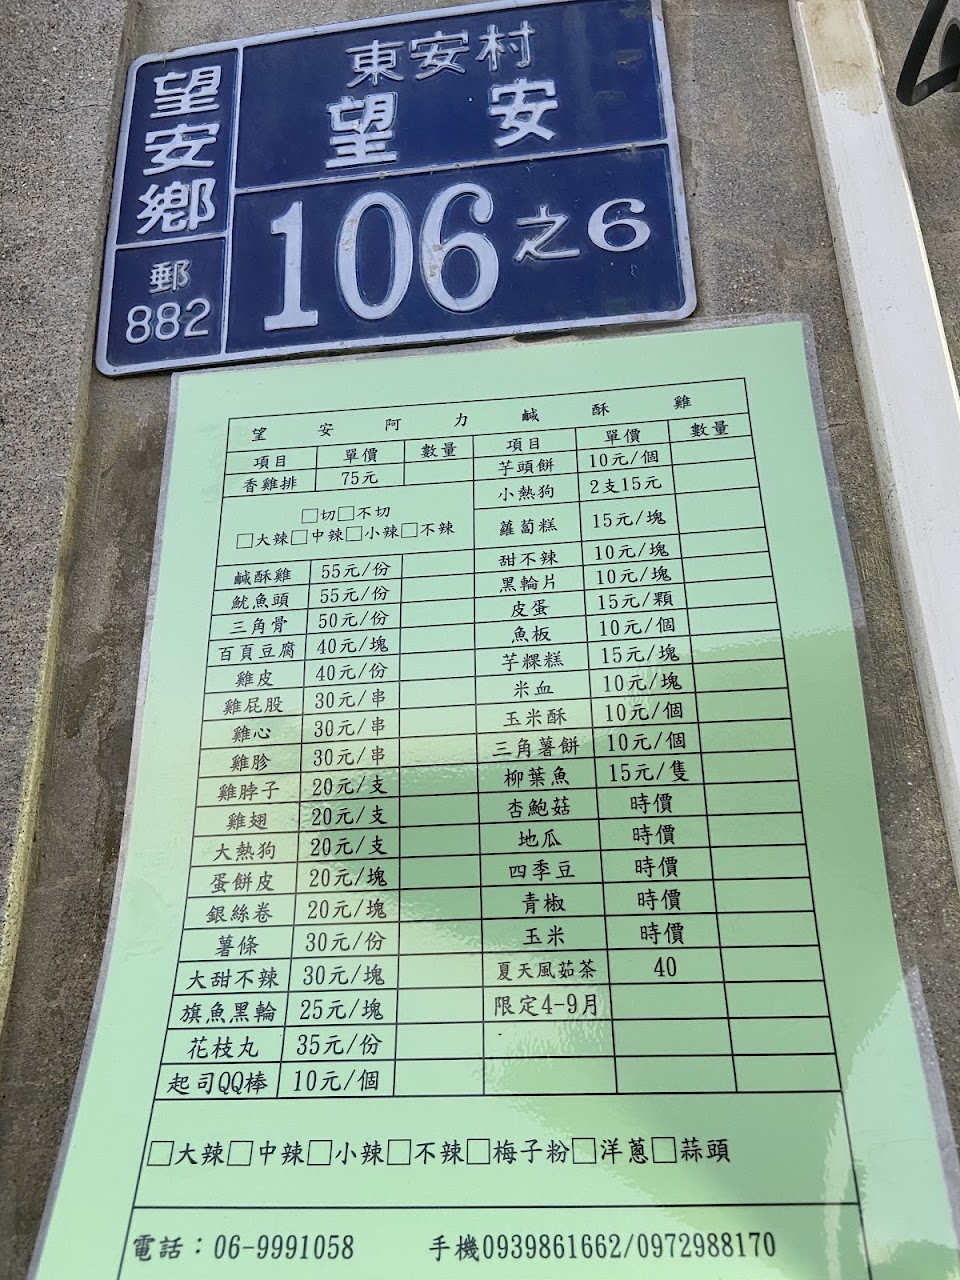 望安鄉
郵
882
東安村
望安
106之6
望安阿力鹹酥雞
項目 單價 數量 項目 單價 數量
香雞排 75元 芋頭餅 10元/個
小熱狗 2支15元
□切□不切
□大辣□中辣□小辣□不辣
蘿蔔糕 15元/塊
鹹酥雞 55元/份 甜不辣 10元/塊
魷魚頭 55元/份 黑輪片 10元/塊
三角骨 50元/份 皮蛋 15元/顆
百頁豆腐 40元/塊 魚板 10元/個
雞皮 40元/份 芋粿糕 15元/塊
雞屁股 30元/串 米血 10元/塊
雞心 30元/串 玉米酥 10元/個
雞胗 30元/串 三角薯餅 10元/個
雞脖子 20元/支 柳葉魚 15元/隻
雞翅 20元/支 杏鮑菇 時價
大熱狗 20元/支 地瓜 時價
蛋餅皮 20元/塊 四季豆 時價
銀絲卷 20元/塊 青椒 時價
薯條 30元/份 玉米 時價
大甜不辣 30元/塊 夏天風茹茶 40
旗魚黑輪 25元/塊 限定4-9月
花枝丸 35元/份
起司QQ棒 10元/個
□大辣□中辣□小辣□不辣□梅子粉□洋蔥□蒜頭
電話：06-9991058 手機0939861662/0972988170